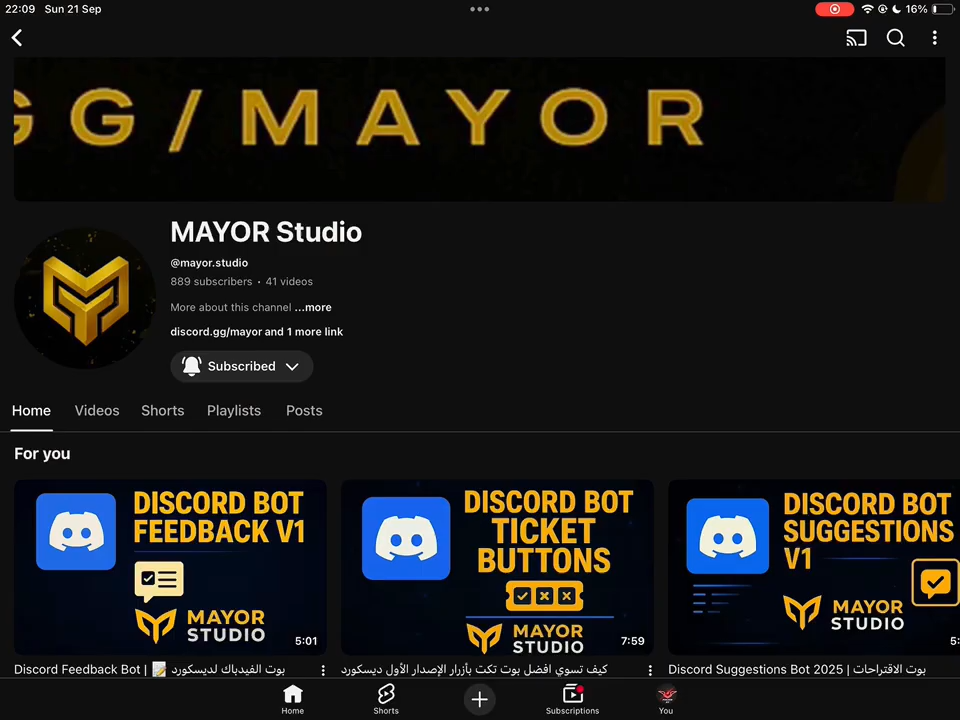 22:09 Sun 21 Sep
16%
GG/MAYOR
MAYOR Studio
@mayor.studio
889 subscribers • 41 videos
More about this channel ...more
discord.gg/mayor and 1 more link
Subscribed
Home Videos Shorts Playlists Posts
For you
DISCORD BOT
FEEDBACK V1
MAYOR
STUDIO
5:01
DISCORD BOT
TICKET
BUTTONS
MAYOR
STUDIO
7:59
DISCORD BOT
SUGGESTIONS
V1
MAYOR
STUDIO
5:
Discord Feedback Bot | 📝 بوت الفيدباك لديسكورد
كيف تسوي افضل بوت تكت بأزرار الإصدار الأول ديسكورد
Discord Suggestions Bot 2025 | بوت الاقتراحات
Home Shorts Subscriptions You